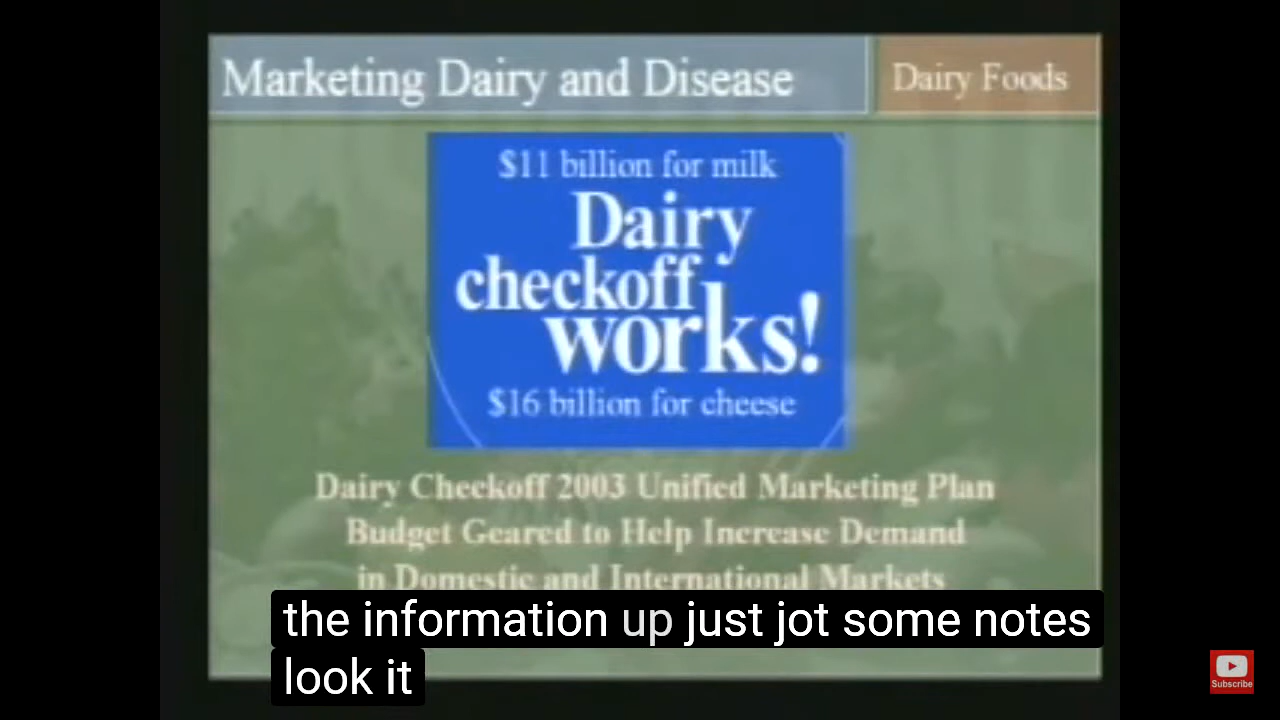 Marketing Dairy and Disease
Dairy Foods
$11 billion for milk
Dairy
checkoff
works!
$16 billion for cheese
Dairy Checkoff 2003 Unified Marketing Plan
Budget Geared to Help Increase Demand
in Domestic and International Markets
the information up just jot some notes
look it
Subscribe